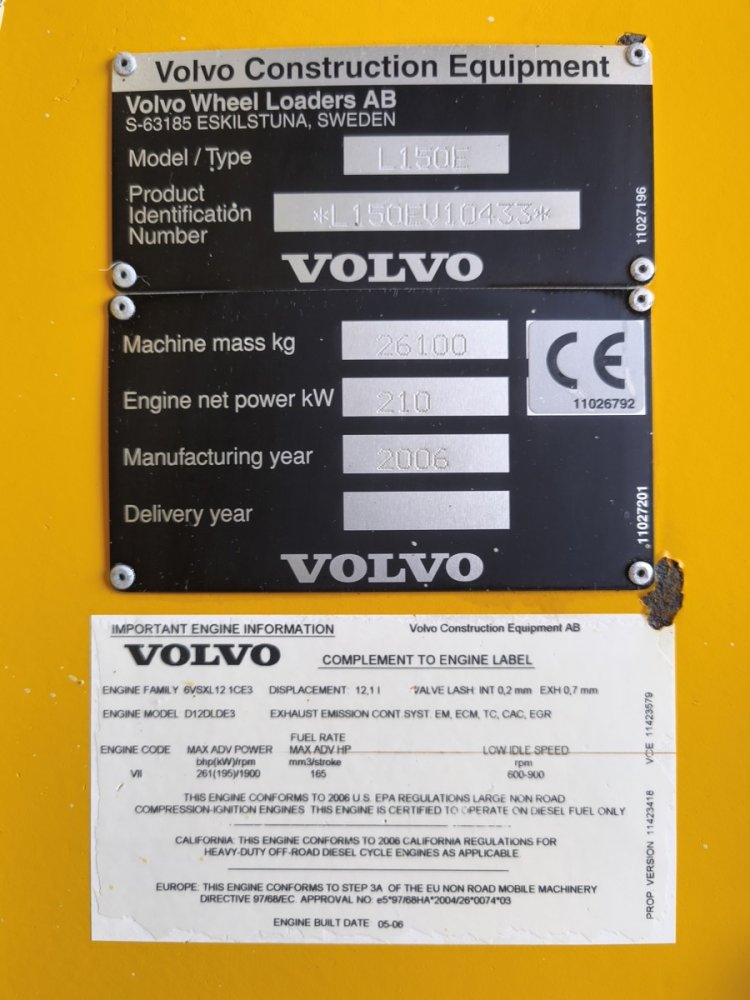 Volvo Construction Equipment
Volvo Wheel Loaders AB
S-63185 ESKILSTUNA, SWEDEN
Model / Type L150E
Product
Identification
Number
*L150EV10433*
11027196
VOLVO
Machine mass kg 26100
CE
11026792
Engine net power kW 210
Manufacturing year 2006
Delivery year
11027201
VOLVO
IMPORTANT ENGINE INFORMATION Volvo Construction Equipment AB
VOLVO COMPLEMENT TO ENGINE LABEL
ENGINE FAMILY 6VSXL12 1CE3 DISPLACEMENT: 12,1 l VALVE LASH: INT 0,2 mm EXH 0,7 mm
ENGINE MODEL D12DLDE3 EXHAUST EMISSION CONT.SYST. EM, ECM, TC, CAC, EGR
FUEL RATE
ENGINE CODE MAX ADV POWER MAX ADV HP LOW IDLE SPEED
bhp(kW)/rpm mm3/stroke rpm
VII 261(195)/1900 165 600-900
THIS ENGINE CONFORMS TO 2006 U.S. EPA REGULATIONS LARGE NON ROAD
COMPRESSION-IGNITION ENGINES. THIS ENGINE IS CERTIFIED TO OPERATE ON DIESEL FUEL ONLY
CALIFORNIA: THIS ENGINE CONFORMS TO 2006 CALIFORNIA REGULATIONS FOR
HEAVY-DUTY OFF-ROAD DIESEL CYCLE ENGINES AS APPLICABLE.
EUROPE: THIS ENGINE CONFORMS TO STEP 3A OF THE EU NON ROAD MOBILE MACHINERY
DIRECTIVE 97/68/EC. APPROVAL NO: e5*97/68HA*2004/26*0074*03
ENGINE BUILT DATE 05-06
PROP VERSION 11423418 VCE 11423579